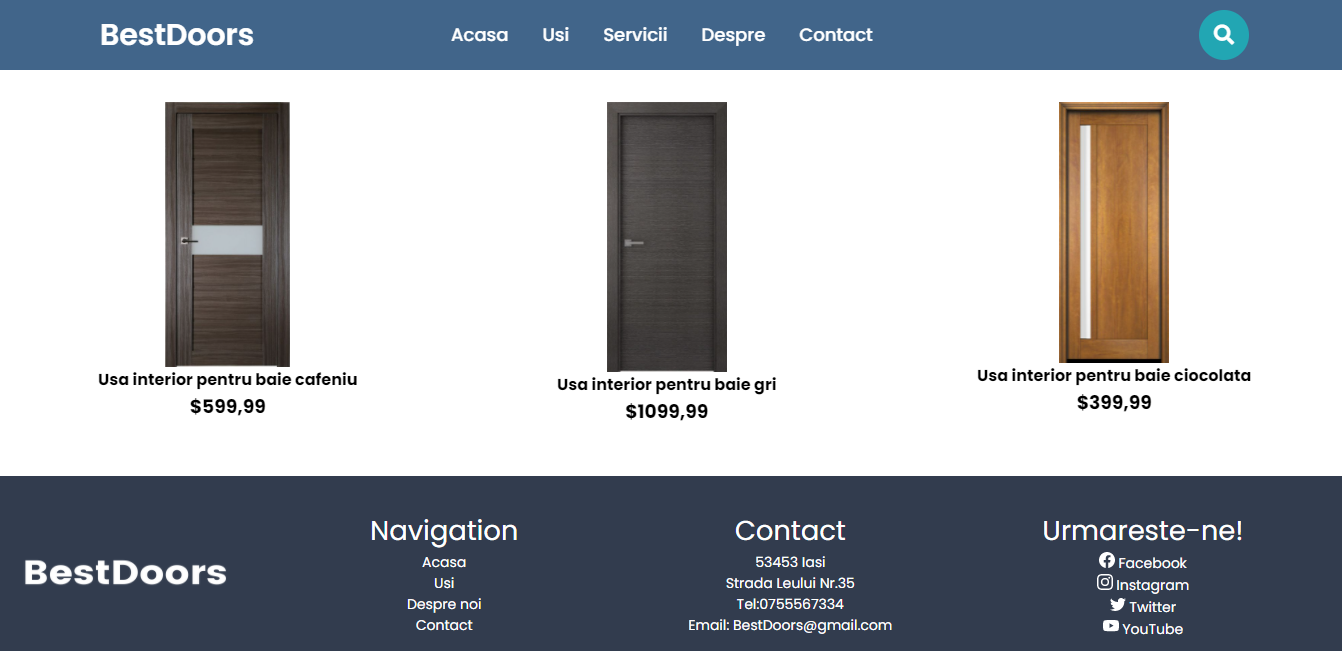 BestDoors
Acasa Usi Servicii Despre Contact
Usa interior pentru baie cafeniu
$599,99
Usa interior pentru baie gri
$1099,99
Usa interior pentru baie ciocolata
$399,99
BestDoors
Navigation
Acasa
Usi
Despre noi
Contact
Contact
53453 Iasi
Strada Leului Nr.35
Tel:0755567334
Email: BestDoors@gmail.com
Urmareste-ne!
Facebook
Instagram
Twitter
YouTube